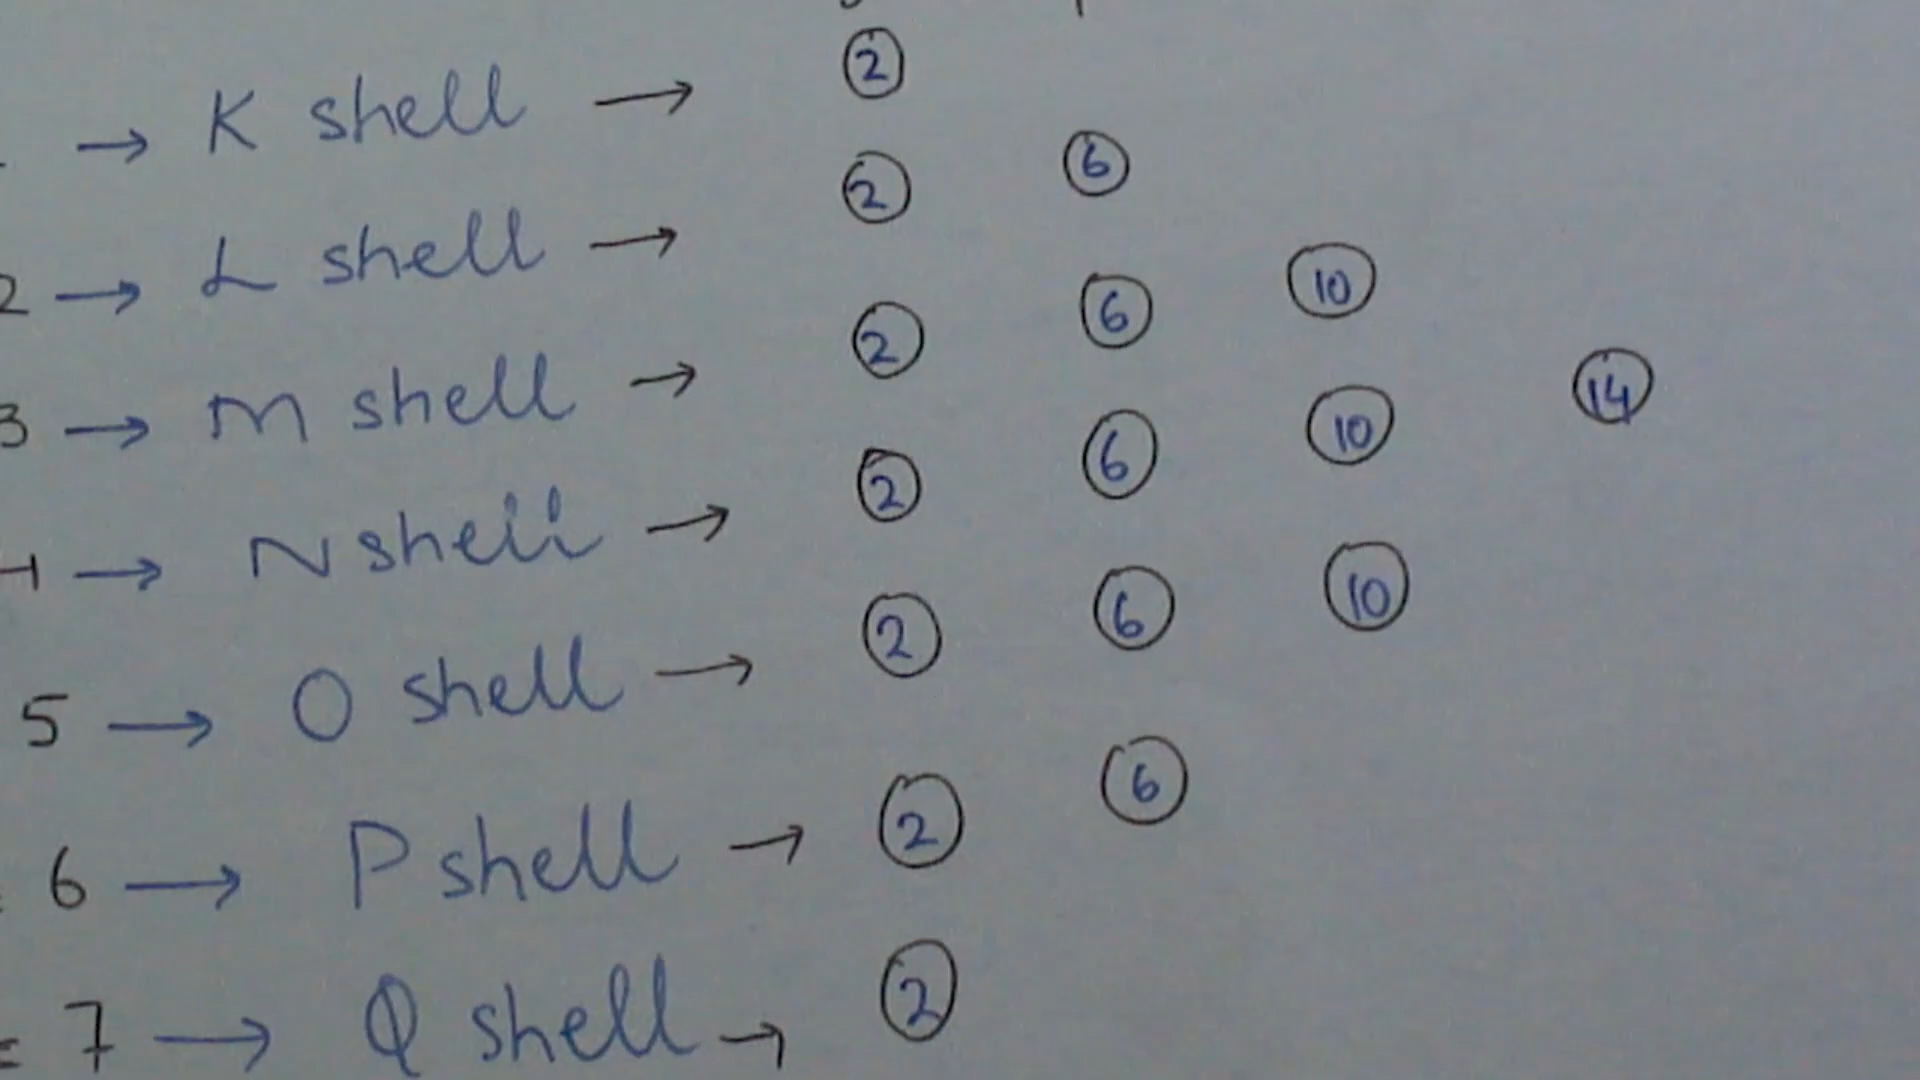 → K shell → 2
2 → L shell → 2 6
3 → M shell → 2 6 10
4 → N shell → 2 6 10 14
5 → O shell → 2 6 10
6 → P shell → 2 6
= 7 → Q shell → 2